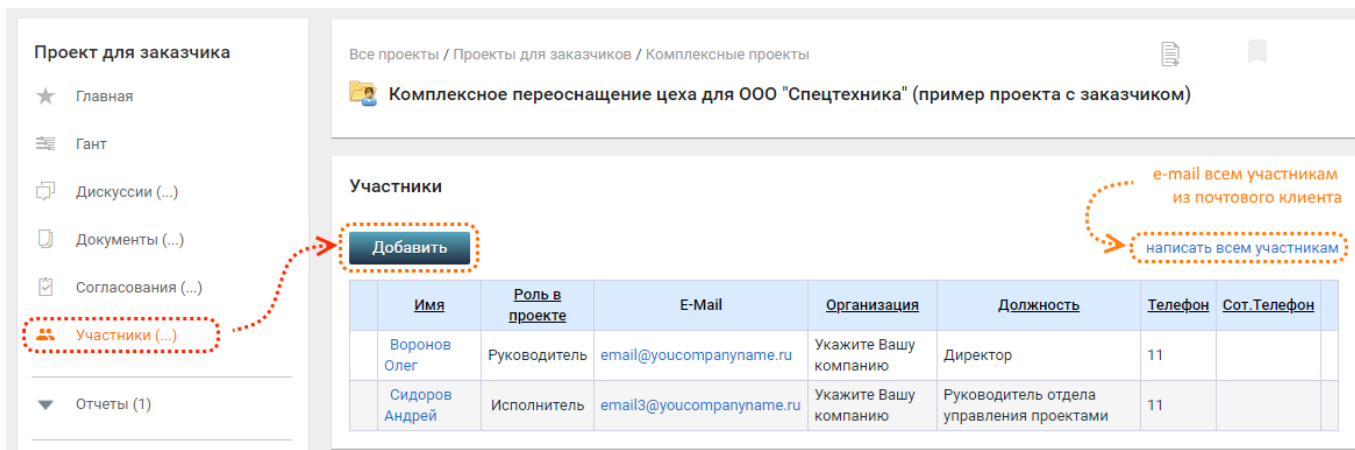 Проект для заказчика
Главная
Гант
Дискуссии (...)
Документы (...)
Согласования (...)
Участники (...)
Отчеты (1)
Все проекты / Проекты для заказчиков / Комплексные проекты
Комплексное переоснащение цеха для ООО "Спецтехника" (пример проекта с заказчиком)
Участники
e-mail всем участникам
из почтового клиента
Добавить
написать всем участникам
Имя Роль в проекте E-Mail Организация Должность Телефон Сот.Телефон
Воронов Олег Руководитель email@youcompanyname.ru Укажите Вашу компанию Директор 11
Сидоров Андрей Исполнитель email3@youcompanyname.ru Укажите Вашу компанию Руководитель отдела управления проектами 11